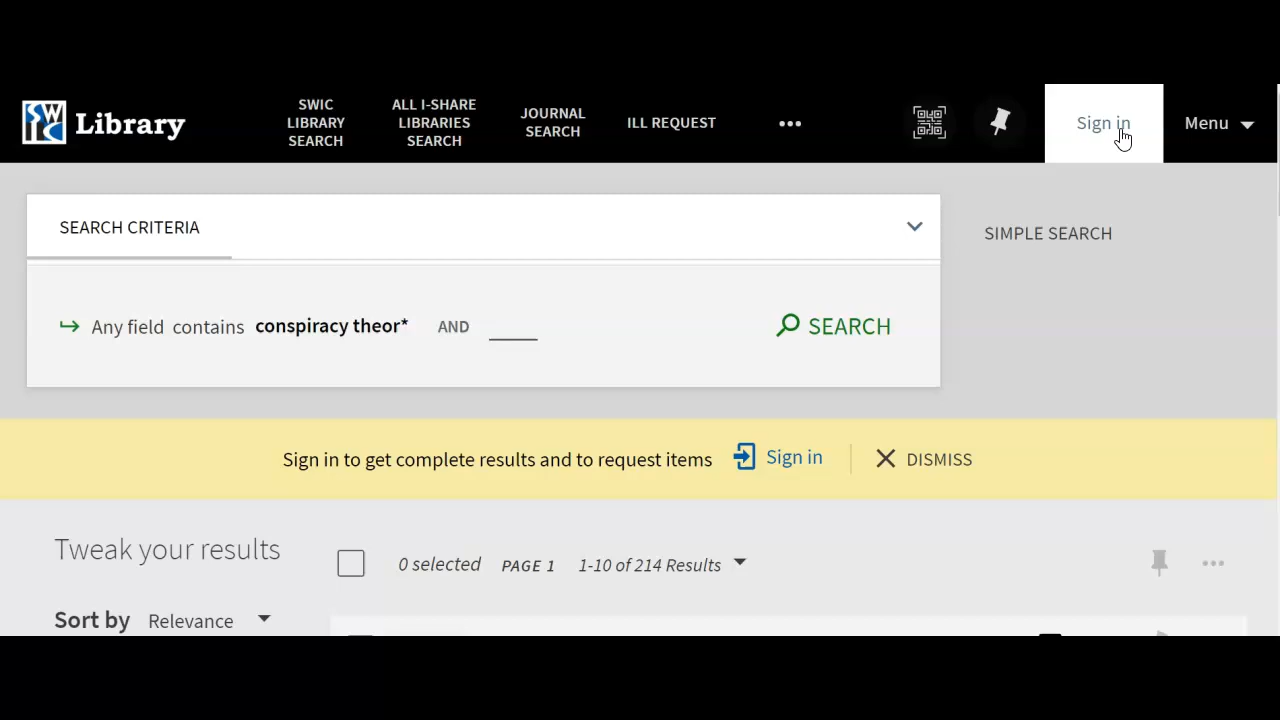 SWIC Library
SWIC
LIBRARY
SEARCH
ALL I-SHARE
LIBRARIES
SEARCH
JOURNAL
SEARCH
ILL REQUEST
Sign in
Menu
SEARCH CRITERIA
SIMPLE SEARCH
Any field contains conspiracy theor* AND
SEARCH
Sign in to get complete results and to request items Sign in DISMISS
Tweak your results
0 selected PAGE 1 1-10 of 214 Results
Sort by Relevance